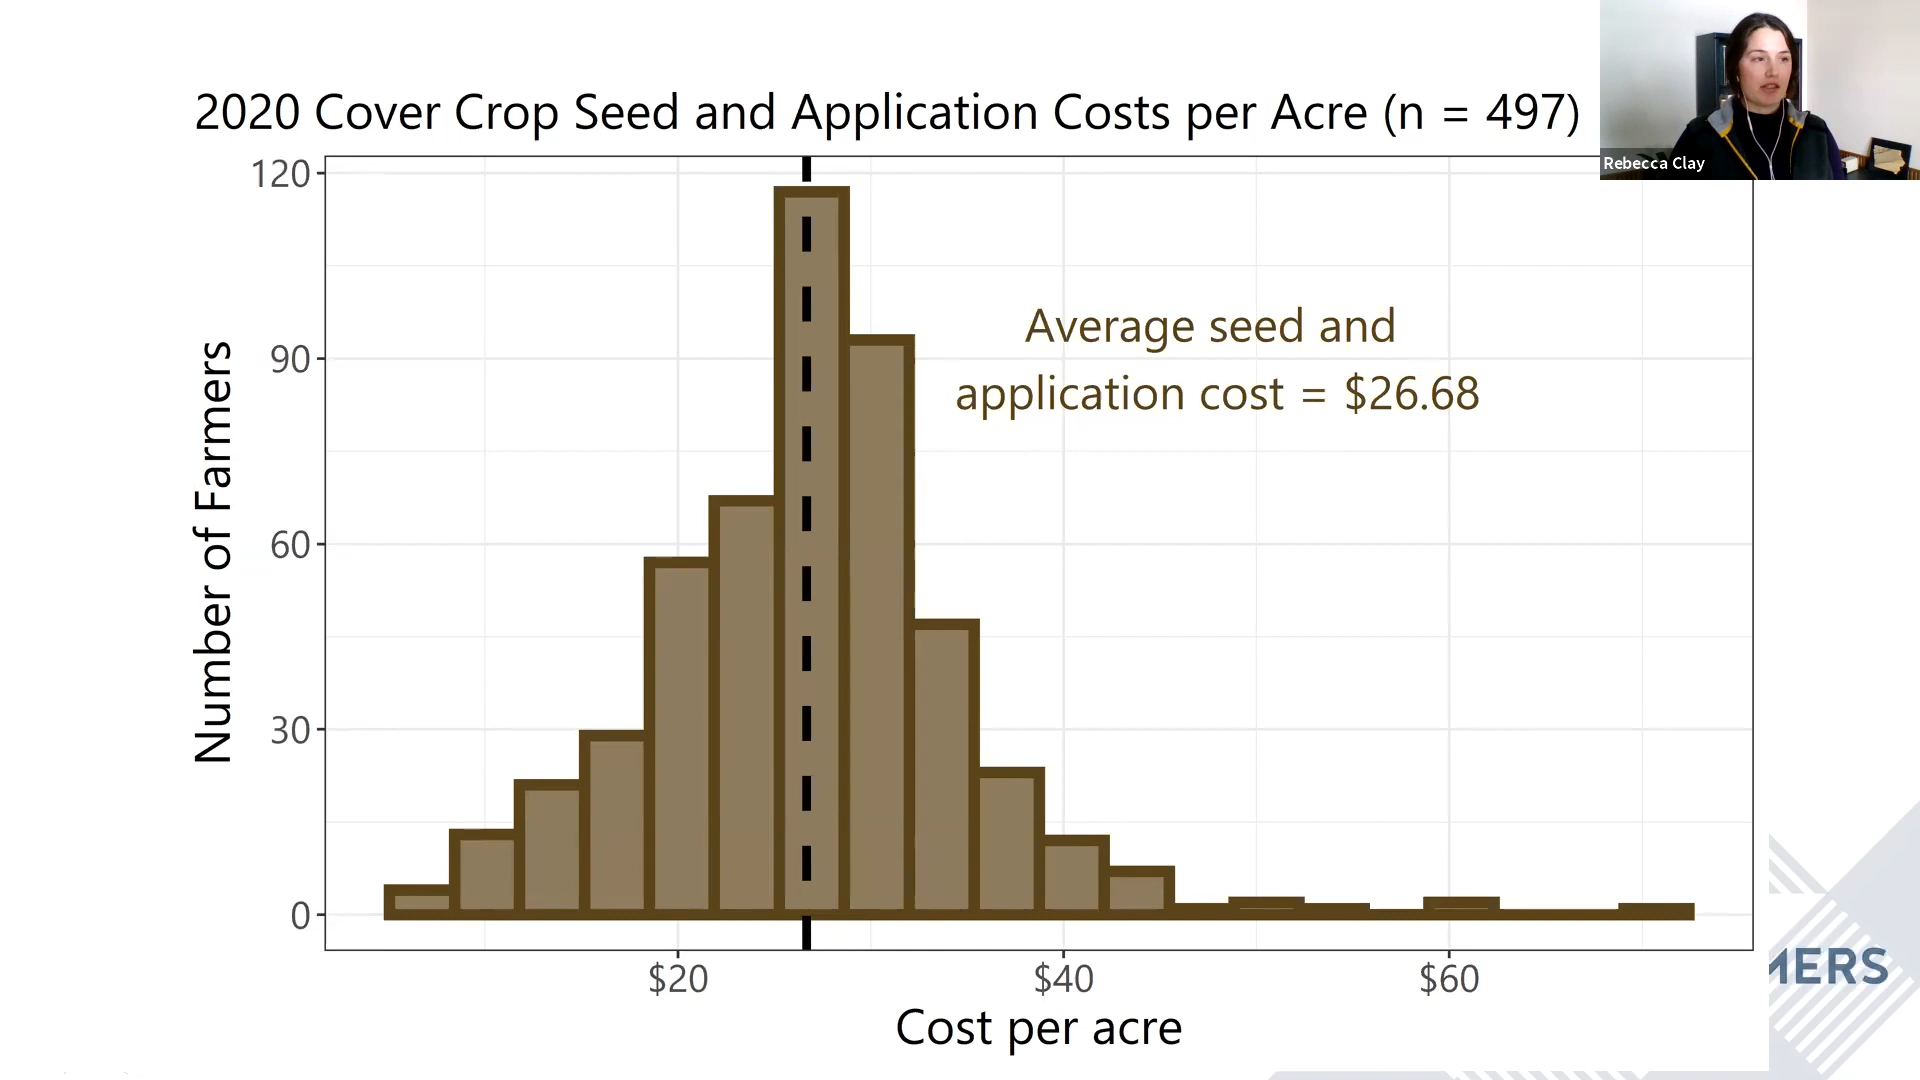 2020 Cover Crop Seed and Application Costs per Acre (n = 497)
Rebecca Clay
120
90
60
30
0
Number of Farmers
Average seed and
application cost = $26.68
$20
$40
$60
Cost per acre
MERS